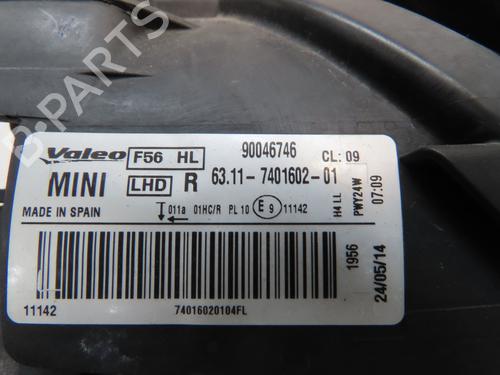 B-PARTS
Valeo F56 HL 90046746 CL: 09
MINI LHD R 63.11-7401602-01
MADE IN SPAIN 011a 01HC/R PL 10 E 9 11142
H4 LL
PWY24W
07:09
1956
24/05/14
11142 74016020104FL